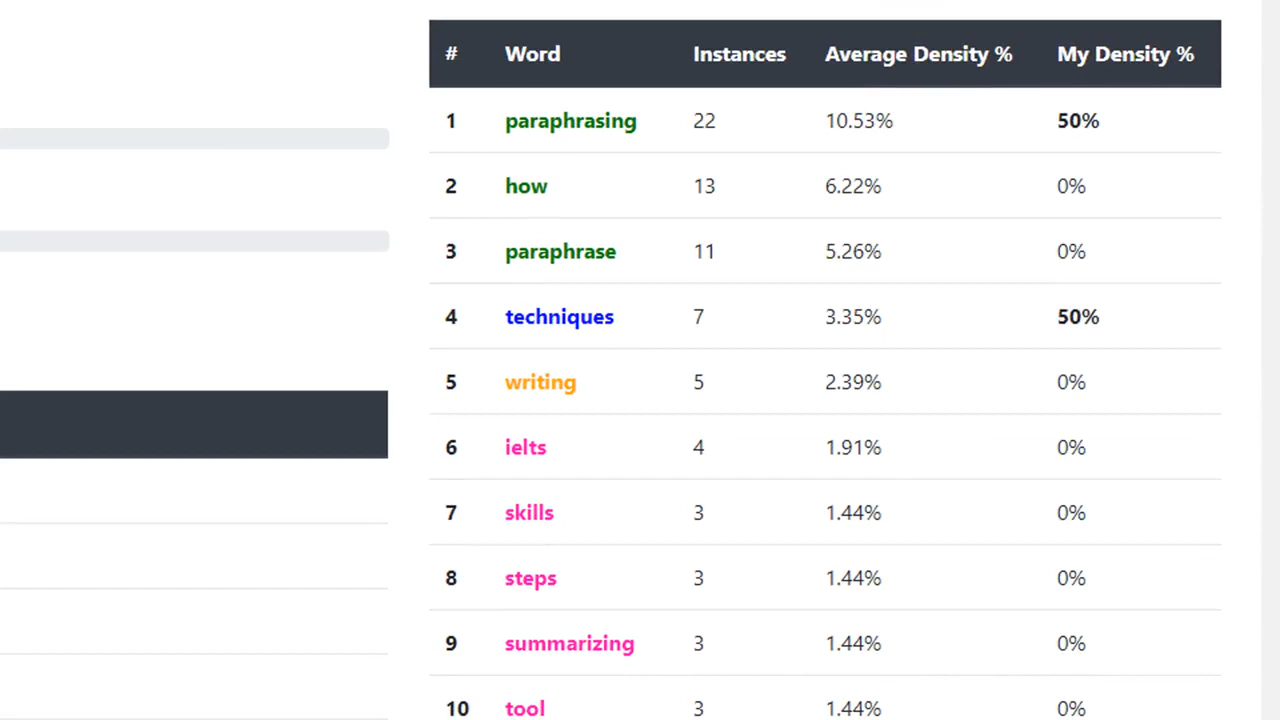 # Word Instances Average Density % My Density %
1 paraphrasing 22 10.53% 50%
2 how 13 6.22% 0%
3 paraphrase 11 5.26% 0%
4 techniques 7 3.35% 50%
5 writing 5 2.39% 0%
6 ielts 4 1.91% 0%
7 skills 3 1.44% 0%
8 steps 3 1.44% 0%
9 summarizing 3 1.44% 0%
10 tool 3 1.44% 0%